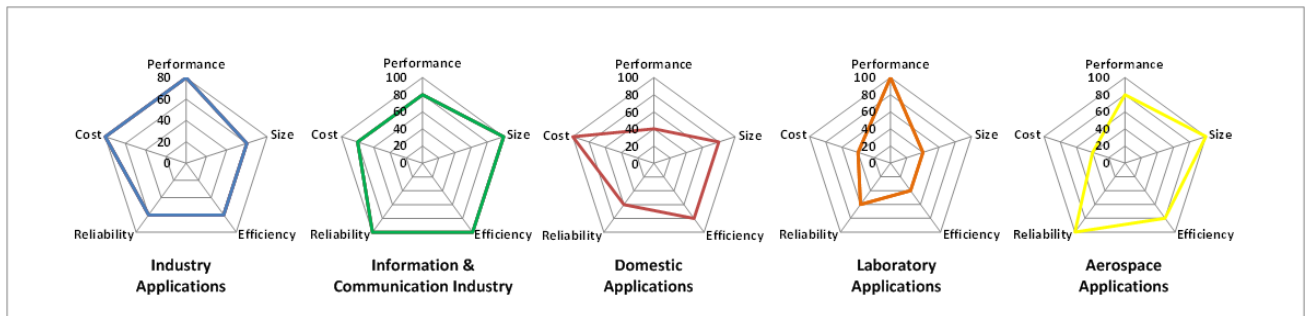 Performance
80
60
40
20
0
Cost
Size
Reliability
Efficiency
Industry
Applications
Performance
100
80
60
40
20
0
Cost
Size
Reliability
Efficiency
Information &
Communication Industry
Performance
100
80
60
40
20
0
Cost
Size
Reliability
Efficiency
Domestic
Applications
Performance
100
80
60
40
20
0
Cost
Size
Reliability
Efficiency
Laboratory
Applications
Performance
100
80
60
40
20
0
Cost
Size
Reliability
Efficiency
Aerospace
Applications